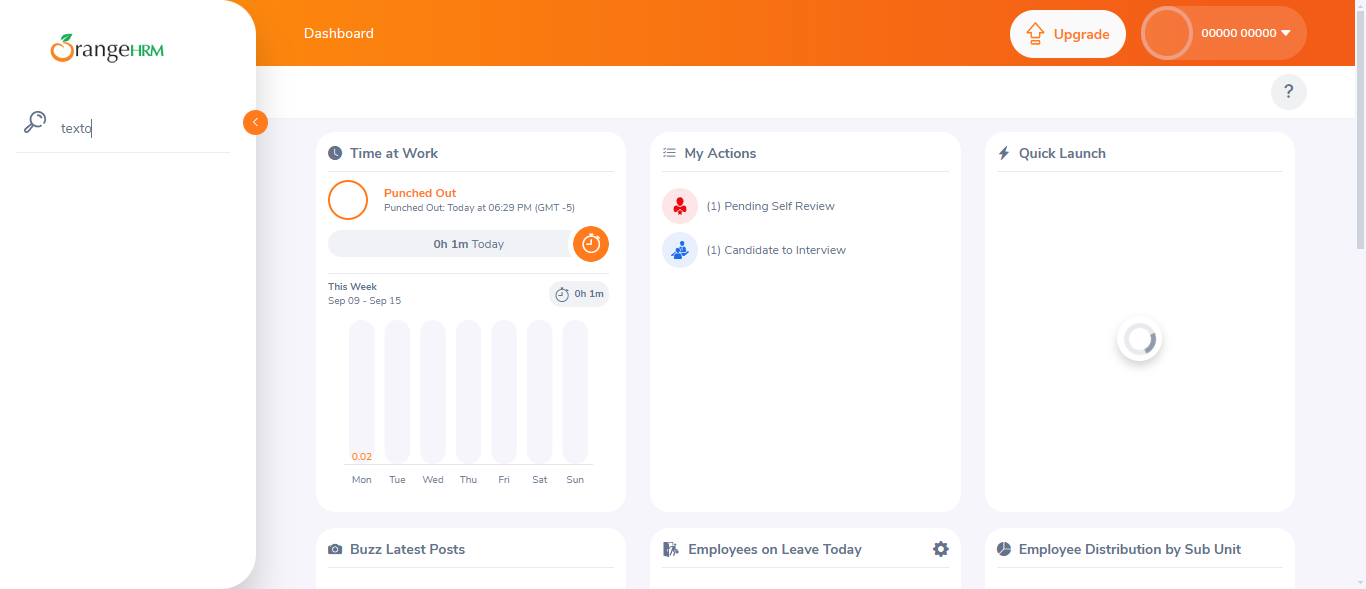 OrangeHRM
texto
Dashboard
Upgrade
00000 00000
?
Time at Work
Punched Out
Punched Out: Today at 06:29 PM (GMT -5)
0h 1m Today
This Week
Sep 09 - Sep 15
0h 1m
0.02
Mon Tue Wed Thu Fri Sat Sun
My Actions
(1) Pending Self Review
(1) Candidate to Interview
Quick Launch
Buzz Latest Posts
Employees on Leave Today
Employee Distribution by Sub Unit